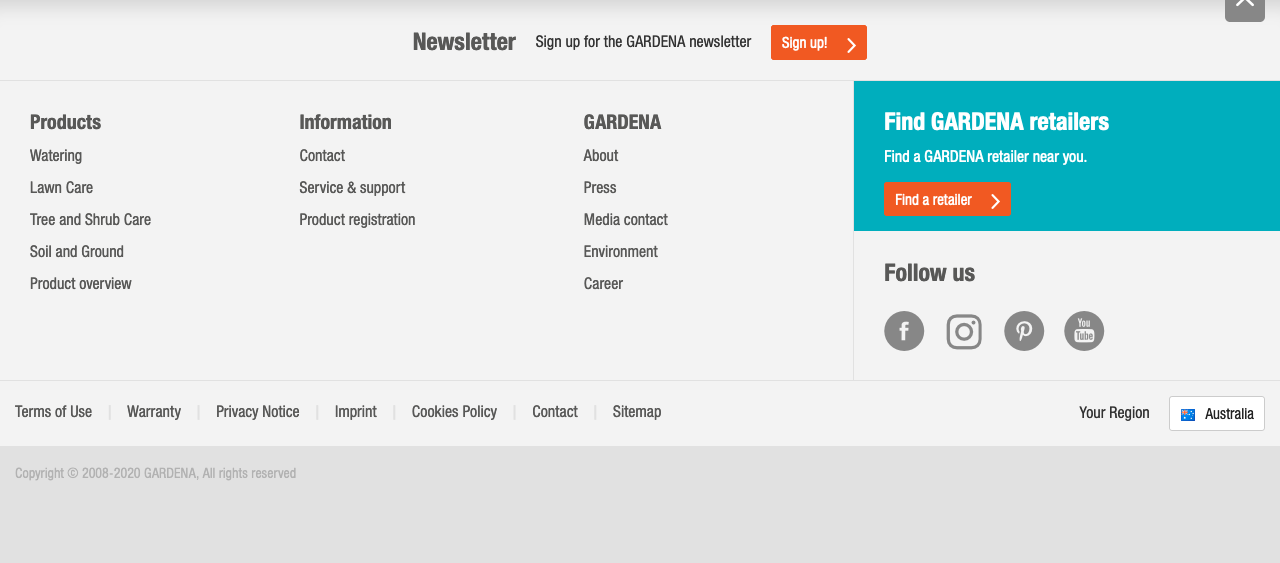 Newsletter Sign up for the GARDENA newsletter Sign up!
Products
Watering
Lawn Care
Tree and Shrub Care
Soil and Ground
Product overview
Information
Contact
Service & support
Product registration
GARDENA
About
Press
Media contact
Environment
Career
Find GARDENA retailers
Find a GARDENA retailer near you.
Find a retailer
Follow us
You
Tube
Terms of Use | Warranty | Privacy Notice | Imprint | Cookies Policy | Contact | Sitemap
Your Region Australia
Copyright © 2008-2020 GARDENA, All rights reserved